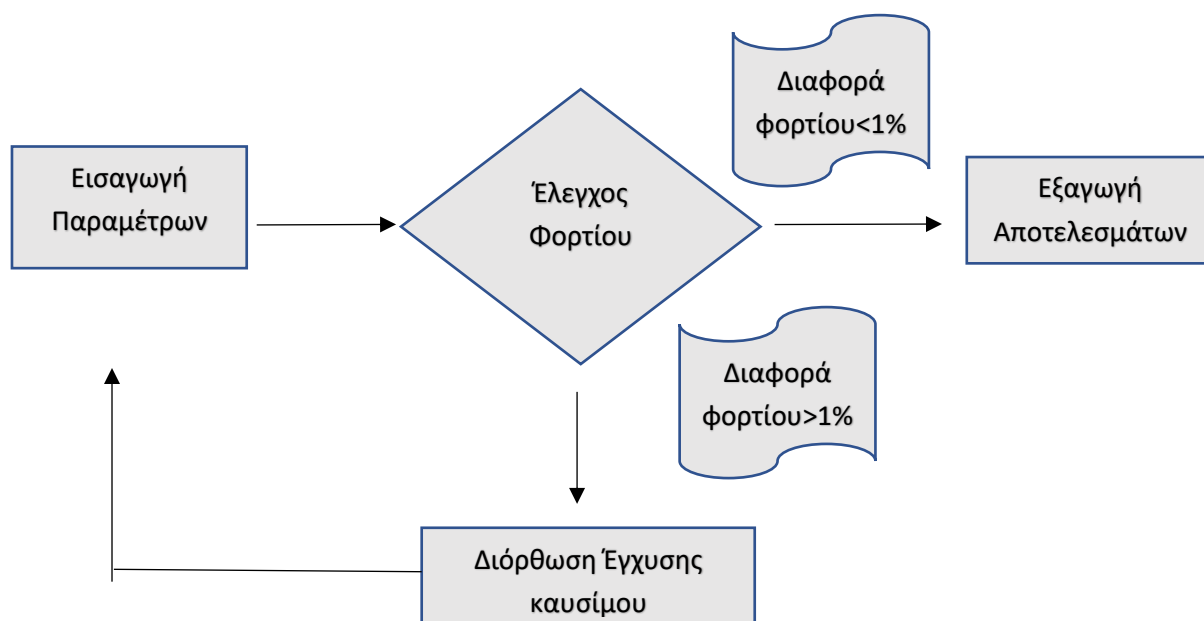 Διαφορά
φορτίου<1%
Εισαγωγή
Παραμέτρων
Έλεγχος
Φορτίου
Εξαγωγή
Αποτελεσμάτων
Διαφορά
φορτίου>1%
Διόρθωση Έγχυσης
καυσίμου